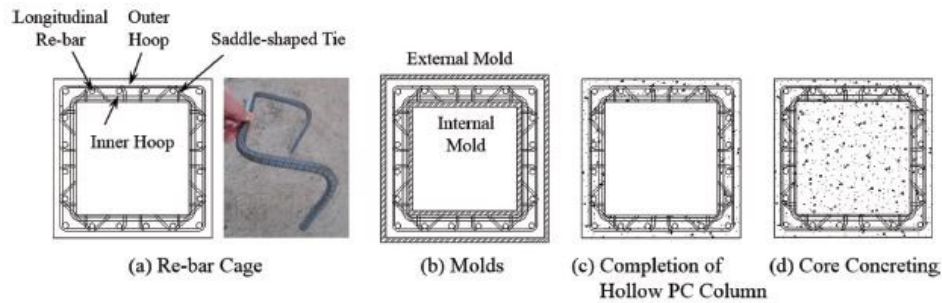 Longitudinal
Re-bar
Outer
Hoop
Saddle-shaped Tie
Inner Hoop
(a) Re-bar Cage
External Mold
Internal
Mold
(b) Molds
(c) Completion of
Hollow PC Column
(d) Core Concreting